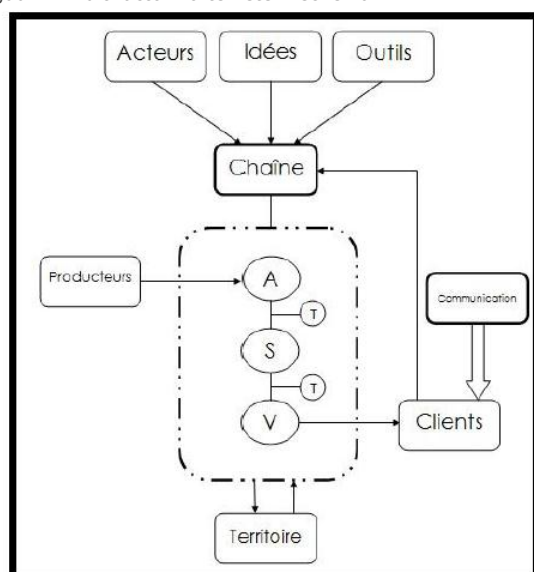 Acteurs
Idées
Outils
Chaîne
Producteurs
A
T
Communication
S
T
V
Clients
Territoire